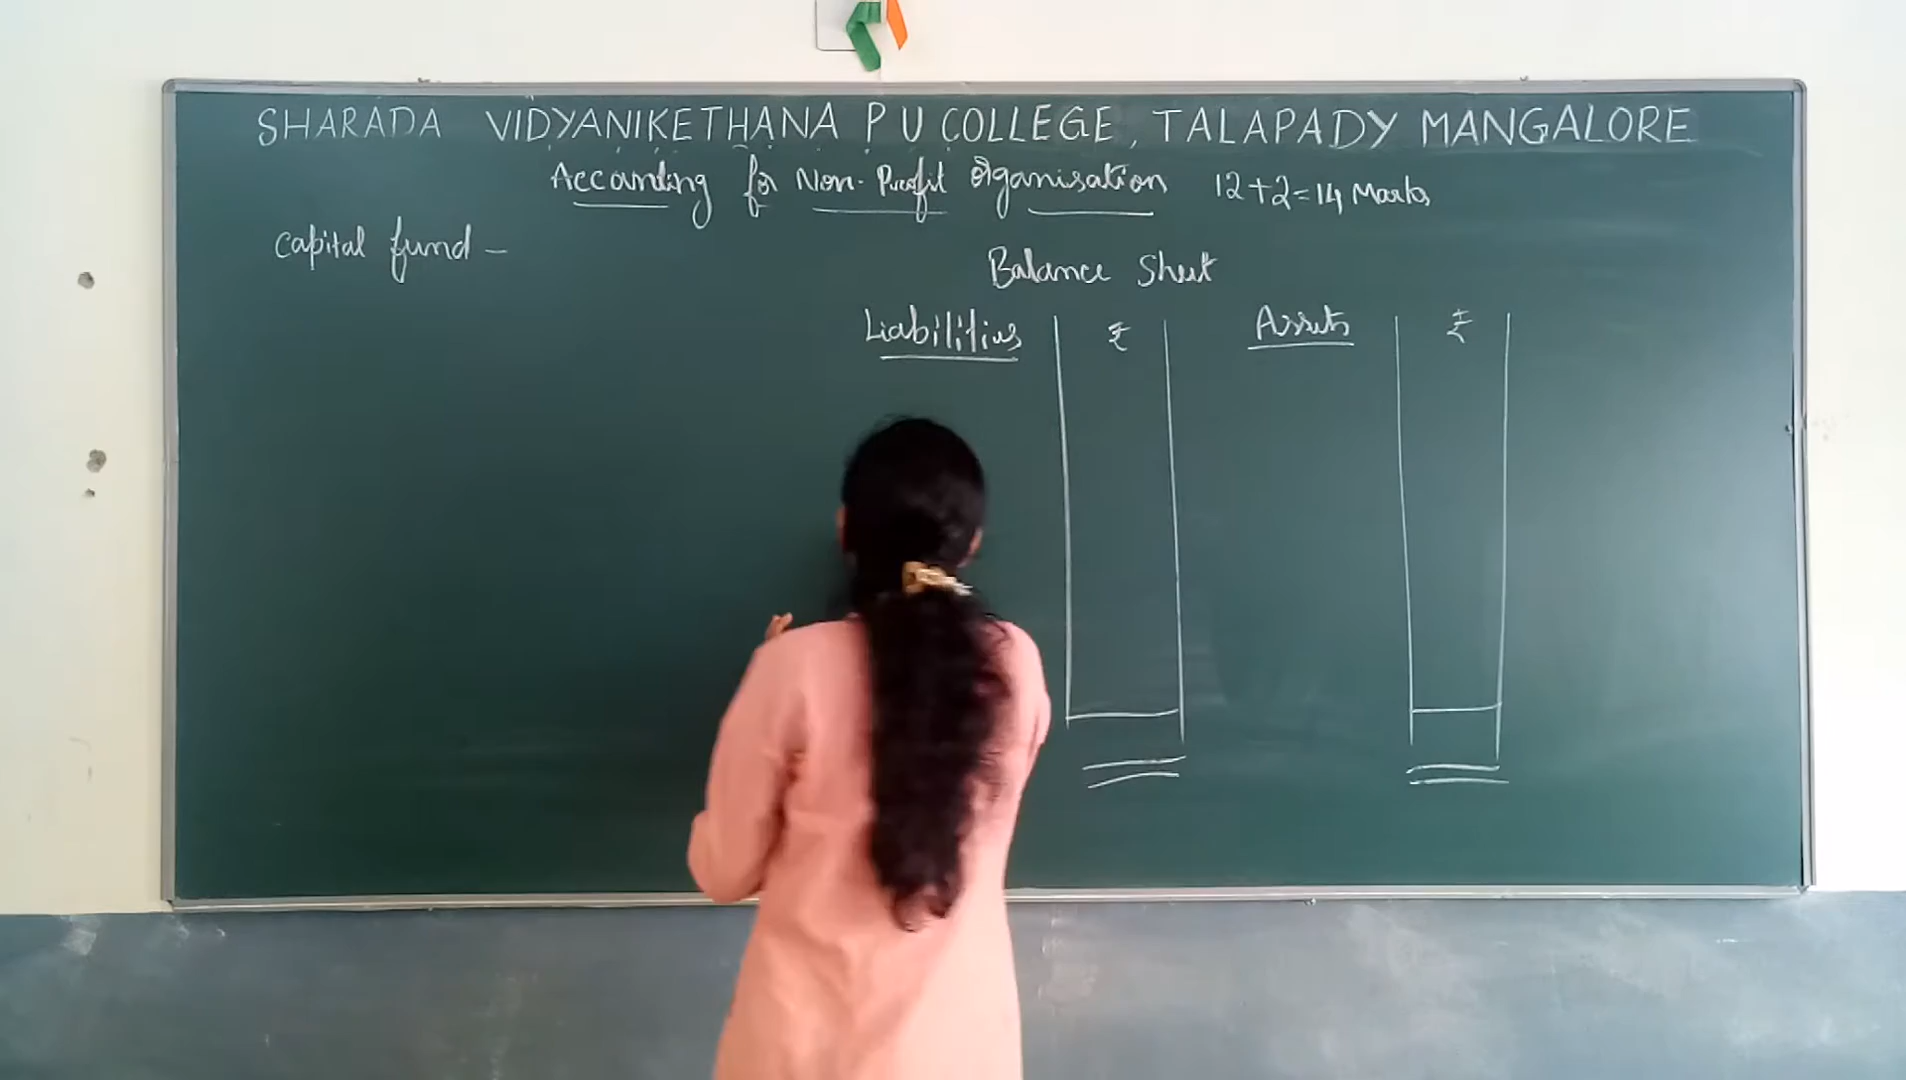 SHARADA VIDYANIKETHANA P U COLLEGE, TALAPADY MANGALORE
Accounting for Non-Profit Organisation 12+2=14 Marks
Capital fund -
Balance Sheet
Liabilities ₹ Assets ₹